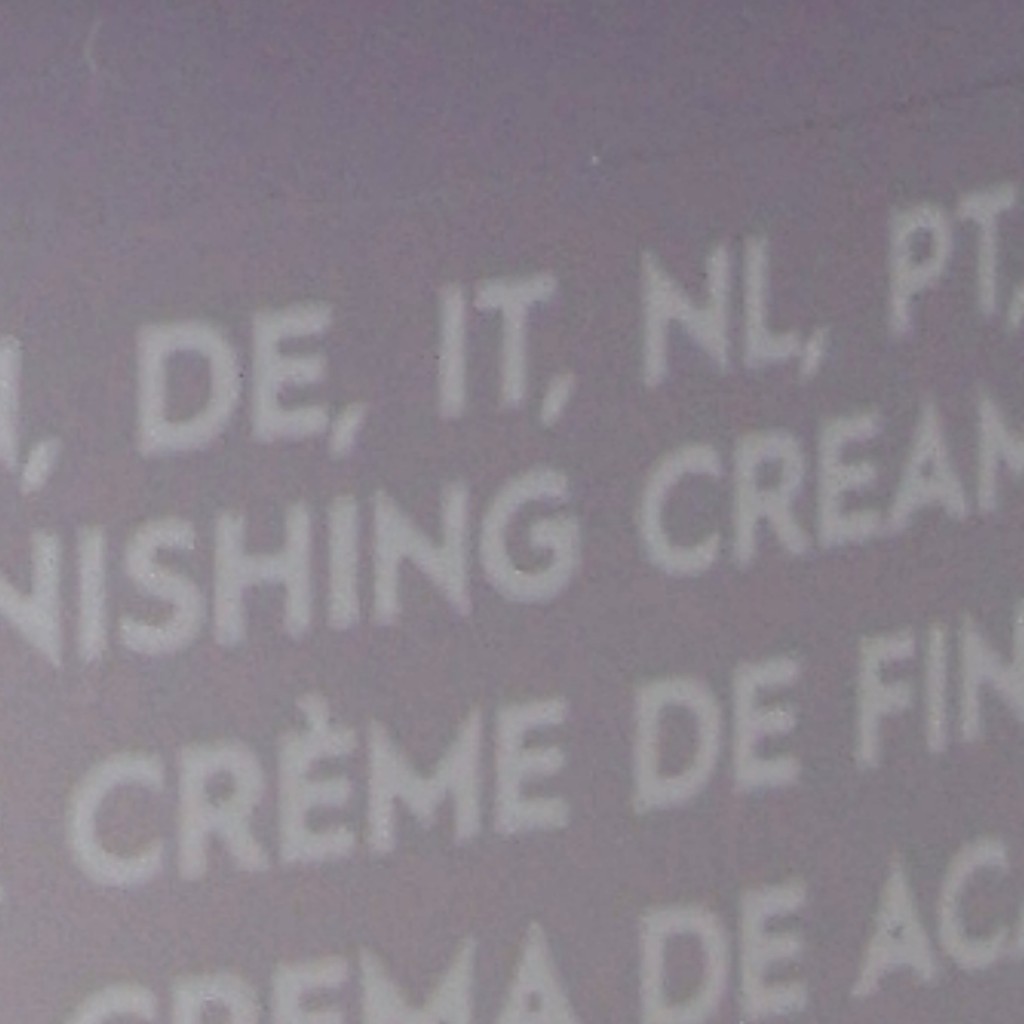 DE, IT, NL, PT,
NISHING CREAM
CRÈME DE FIN
CREMA DE AC